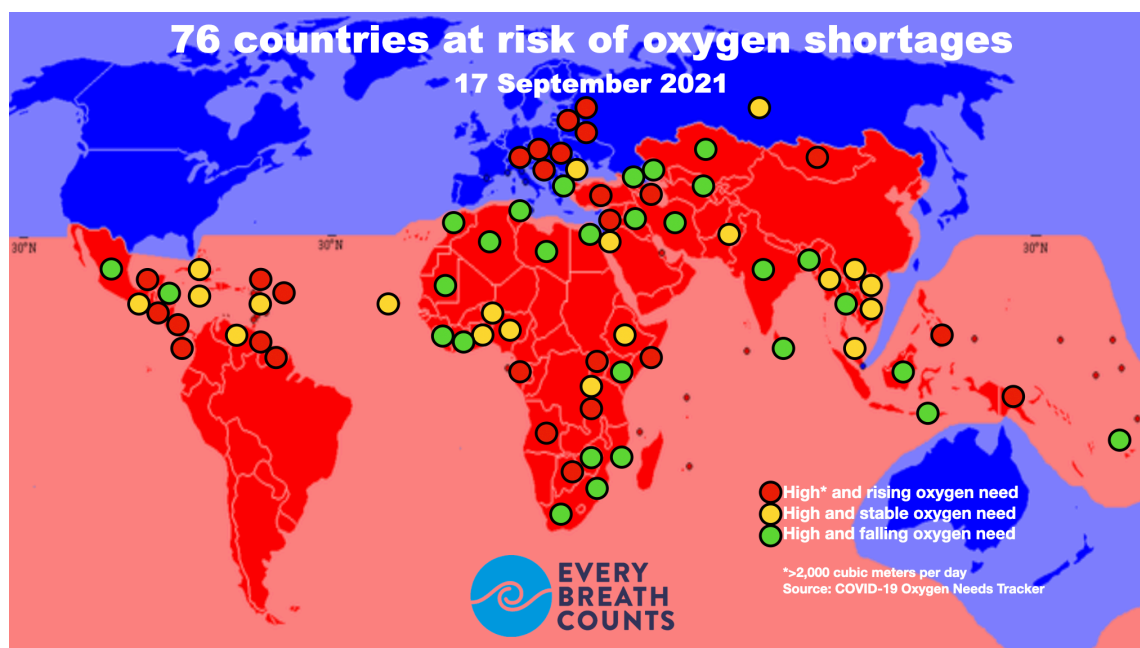 76 countries at risk of oxygen shortages
17 September 2021
30°N
30°N
30°N
High* and rising oxygen need
High and stable oxygen need
High and falling oxygen need
*>2,000 cubic meters per day
Source: COVID-19 Oxygen Needs Tracker
EVERY
BREATH
COUNTS